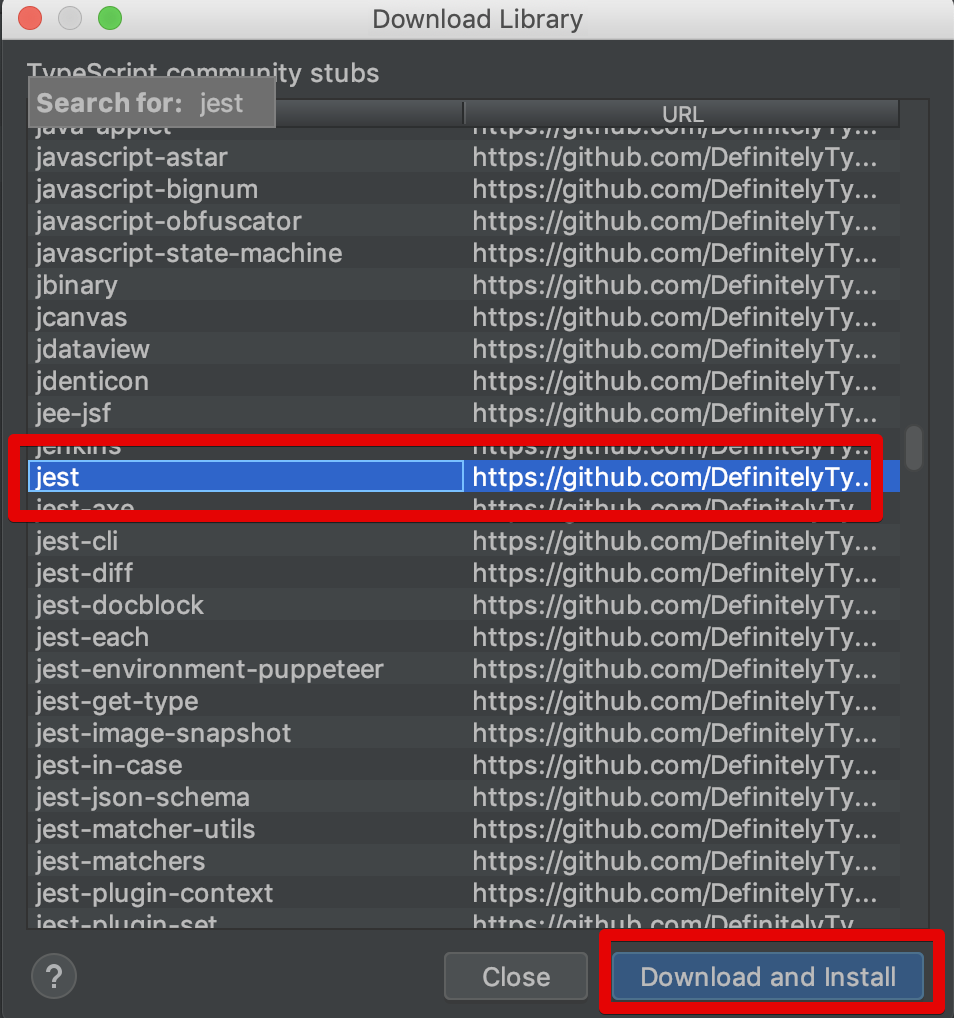 Download Library
TypeScript community stubs
Search for: jest
URL
java-applet https://github.com/DefinitelyTy...
javascript-astar https://github.com/DefinitelyTy...
javascript-bignum https://github.com/DefinitelyTy...
javascript-obfuscator https://github.com/DefinitelyTy...
javascript-state-machine https://github.com/DefinitelyTy...
jbinary https://github.com/DefinitelyTy...
jcanvas https://github.com/DefinitelyTy...
jdataview https://github.com/DefinitelyTy...
jdenticon https://github.com/DefinitelyTy...
jee-jsf https://github.com/DefinitelyTy...
jenkins https://github.com/DefinitelyTy...
jest https://github.com/DefinitelyTy...
jest-axe https://github.com/DefinitelyTy...
jest-cli https://github.com/DefinitelyTy...
jest-diff https://github.com/DefinitelyTy...
jest-docblock https://github.com/DefinitelyTy...
jest-each https://github.com/DefinitelyTy...
jest-environment-puppeteer https://github.com/DefinitelyTy...
jest-get-type https://github.com/DefinitelyTy...
jest-image-snapshot https://github.com/DefinitelyTy...
jest-in-case https://github.com/DefinitelyTy...
jest-json-schema https://github.com/DefinitelyTy...
jest-matcher-utils https://github.com/DefinitelyTy...
jest-matchers https://github.com/DefinitelyTy...
jest-plugin-context https://github.com/DefinitelyTy...
jest-plugin-set https://github.com/DefinitelyTy...
?
Close
Download and Install